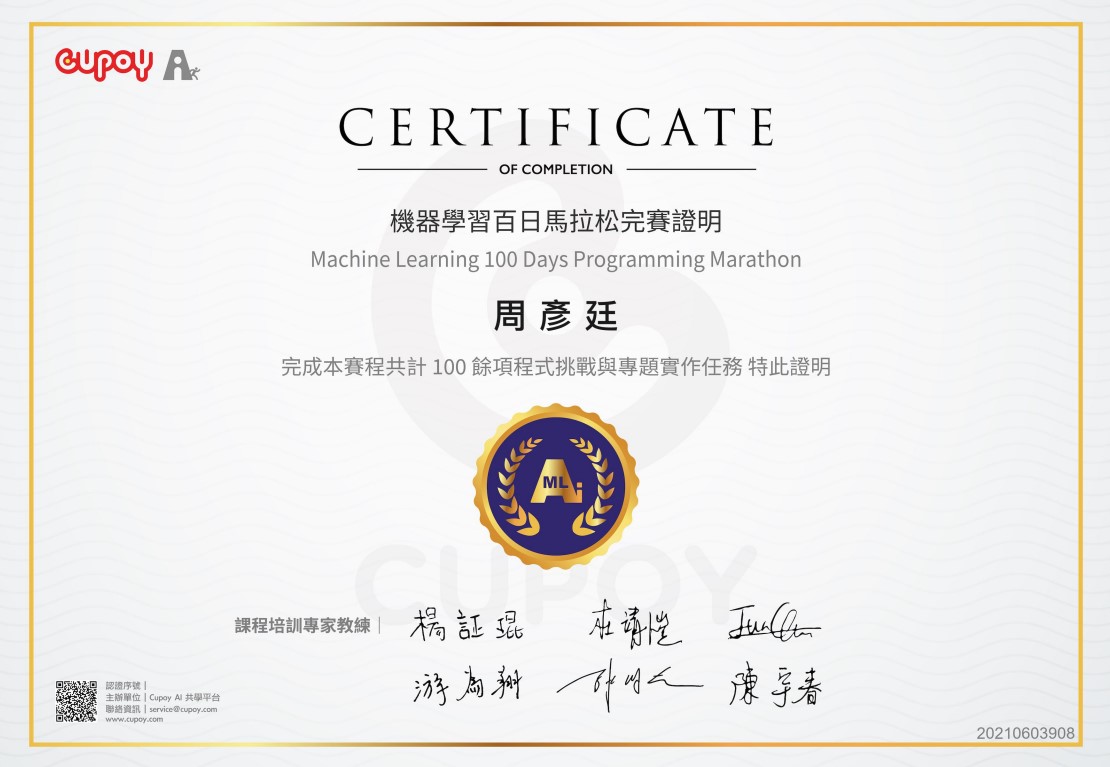 CUPOY Ai
CERTIFICATE
OF COMPLETION
機器學習百日馬拉松完賽證明
Machine Learning 100 Days Programming Marathon
周彥廷
完成本賽程共計 100 餘項程式挑戰與專題實作任務 特此證明
ML Ai
CUPOY
課程培訓專家教練｜ 楊証琨
游為翔 陳宇春
認證序號｜
主辦單位｜Cupoy AI 共學平台
聯絡資訊｜service@cupoy.com
www.cupoy.com
20210603908